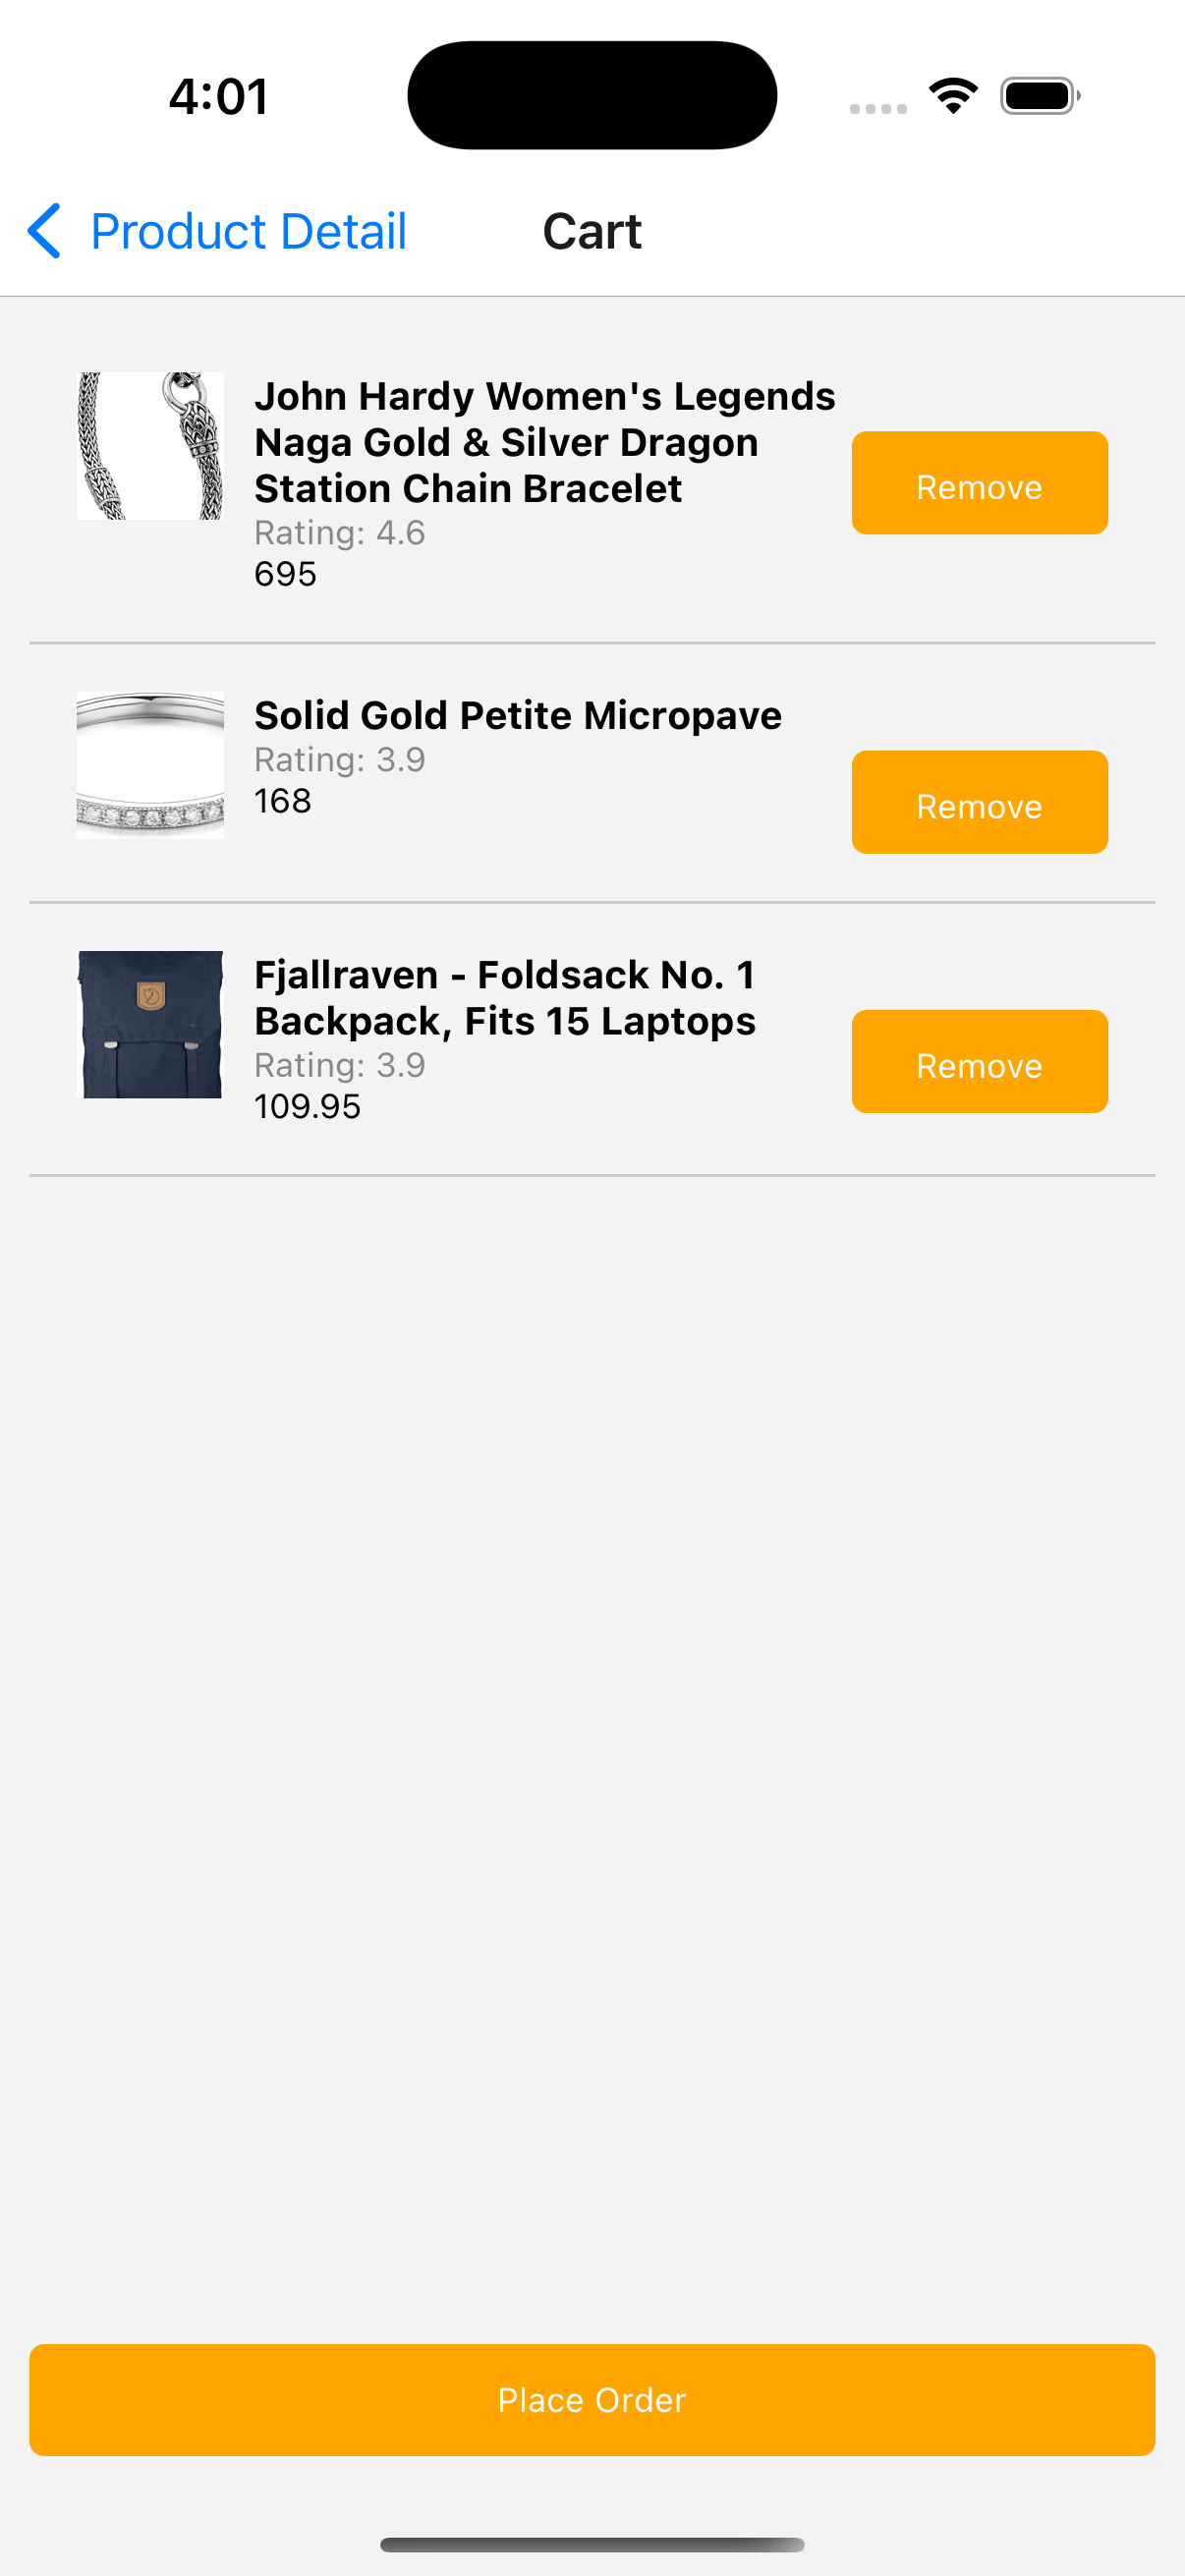 4:01
Product Detail
Cart
John Hardy Women's Legends
Naga Gold & Silver Dragon
Station Chain Bracelet
Rating: 4.6
695
Remove
Solid Gold Petite Micropave
Rating: 3.9
168
Remove
Fjallraven - Foldsack No. 1
Backpack, Fits 15 Laptops
Rating: 3.9
109.95
Remove
Place Order